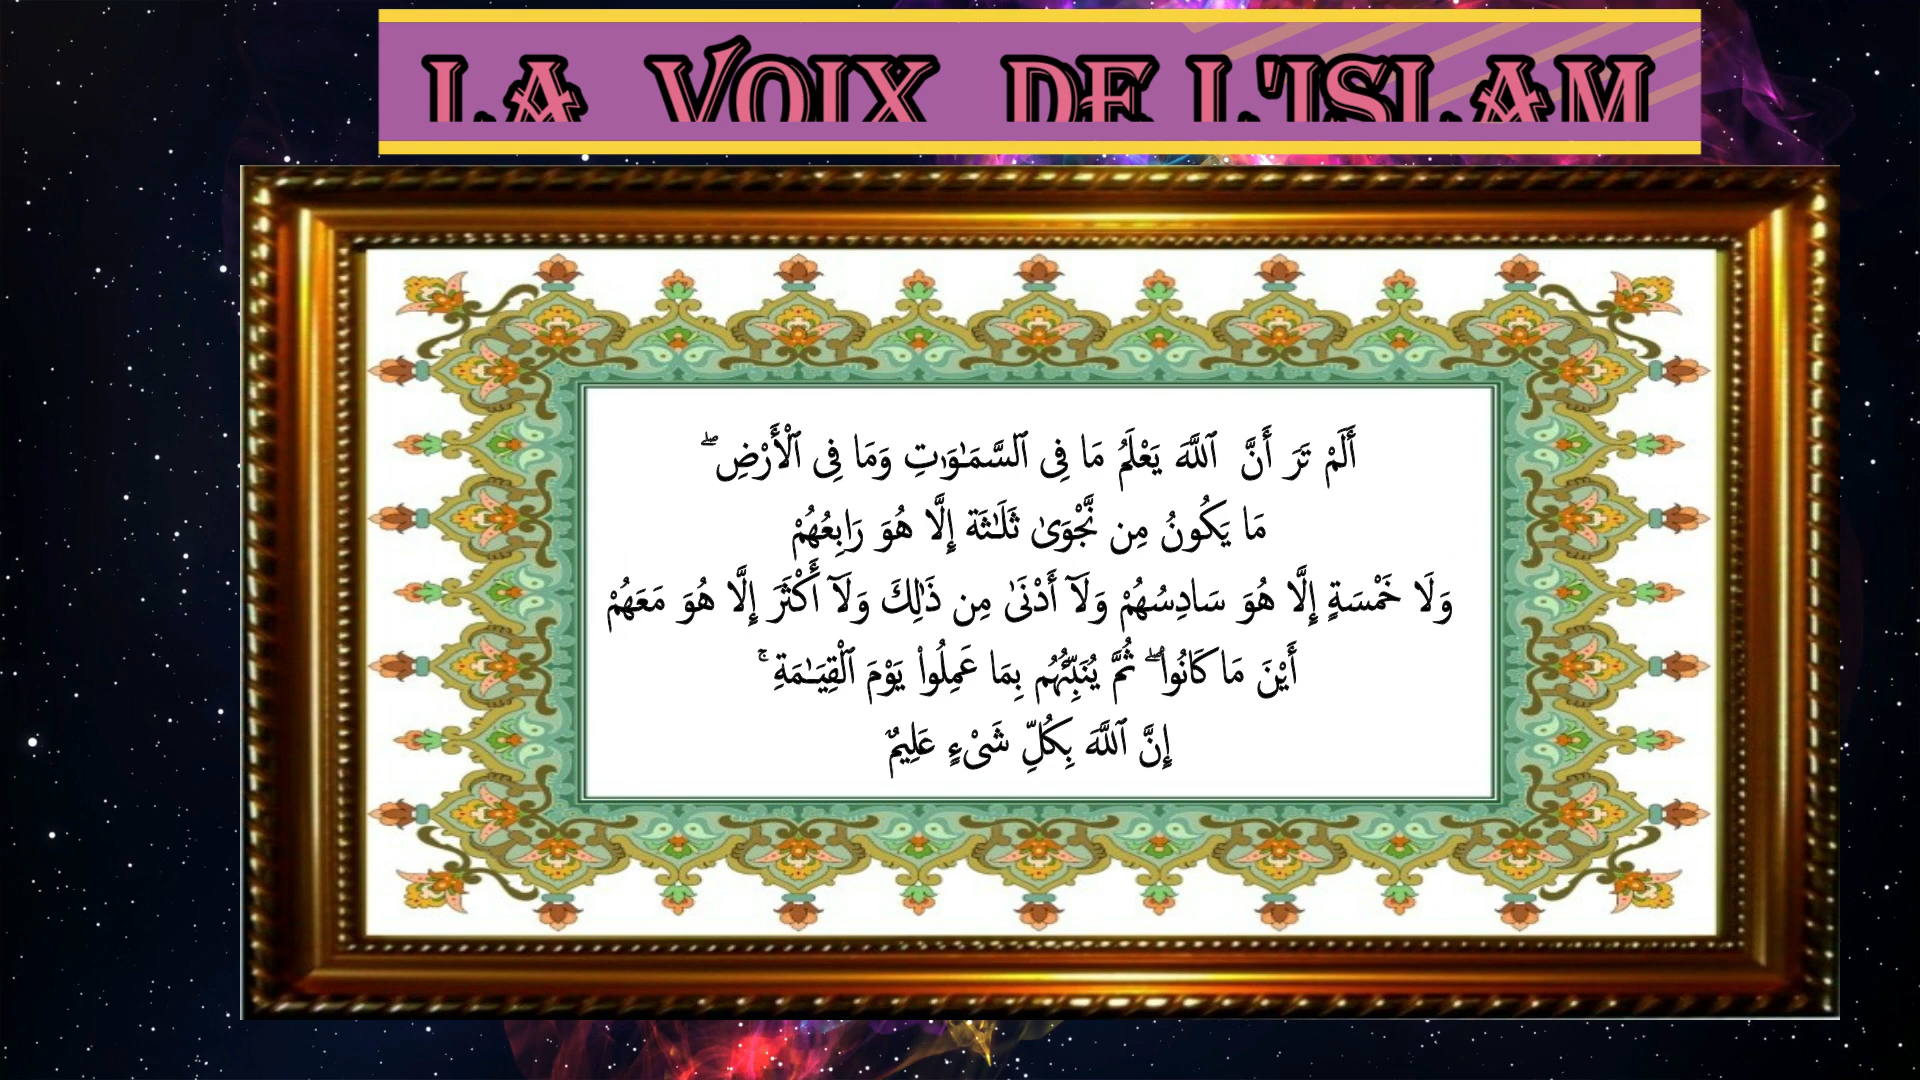 LA VOIX DE L'ISLAM
أَلَمْ تَرَ أَنَّ ٱللَّهَ يَعْلَمُ مَا فِى ٱلسَّمَـٰوَٰتِ وَمَا فِى ٱلْأَرْضِ ۖ
مَا يَكُونُ مِن نَّجْوَىٰ ثَلَـٰثَة إِلَّا هُوَ رَابِعُهُمْ
وَلَا خَمْسَةٍ إِلَّا هُوَ سَادِسُهُمْ وَلَآ أَدْنَىٰ مِن ذَٰلِكَ وَلَآ أَكْثَرَ إِلَّا هُوَ مَعَهُمْ
أَيْنَ مَا كَانُوا۟ ۖ ثُمَّ يُنَبِّئُهُم بِمَا عَمِلُوا۟ يَوْمَ ٱلْقِيَـٰمَةِ ۚ
إِنَّ ٱللَّهَ بِكُلِّ شَىْءٍ عَلِيمٌ